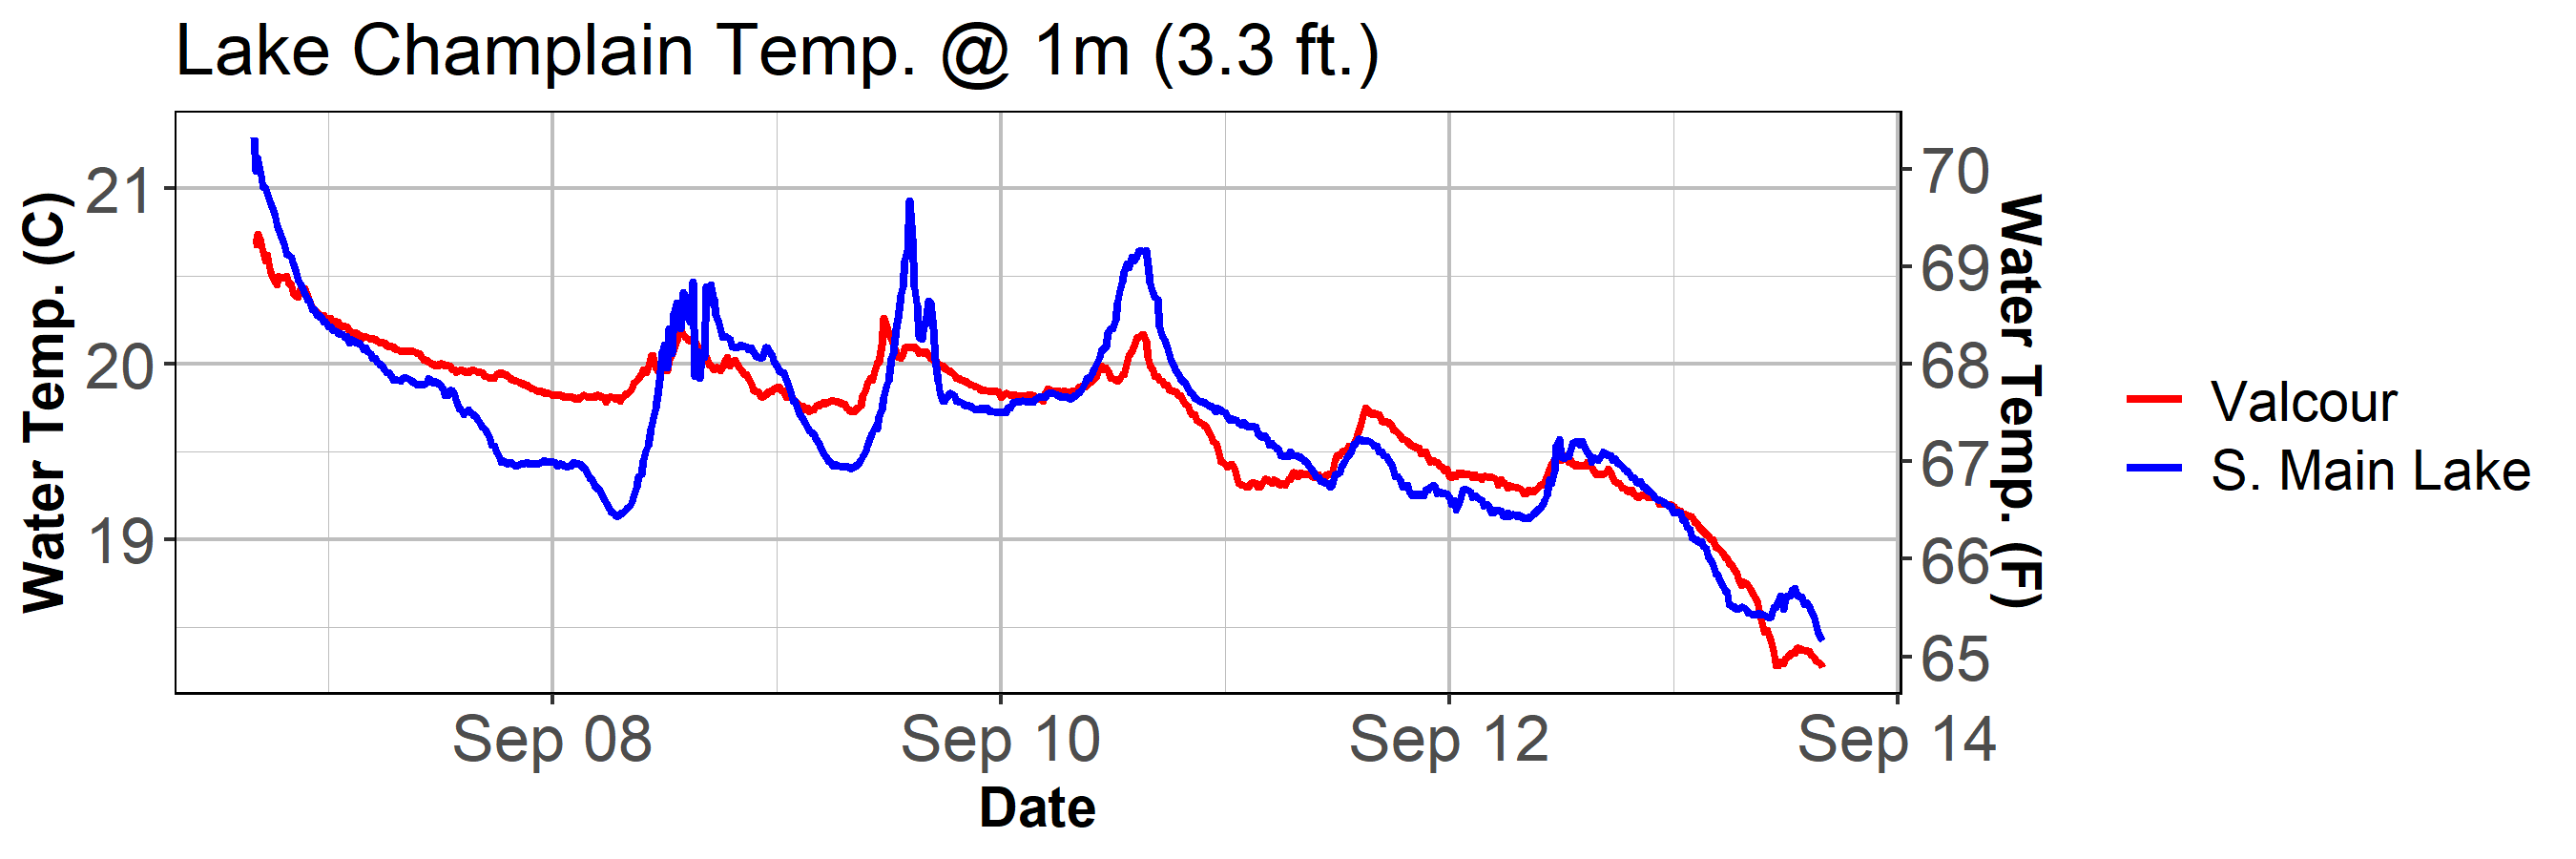 Lake Champlain Temp. @ 1m (3.3 ft.)
Water Temp. (C)
21
20
19
70
69
68
67
66
65
Water Temp. (F)
Sep 08
Sep 10
Sep 12
Sep 14
Date
Valcour
S. Main Lake